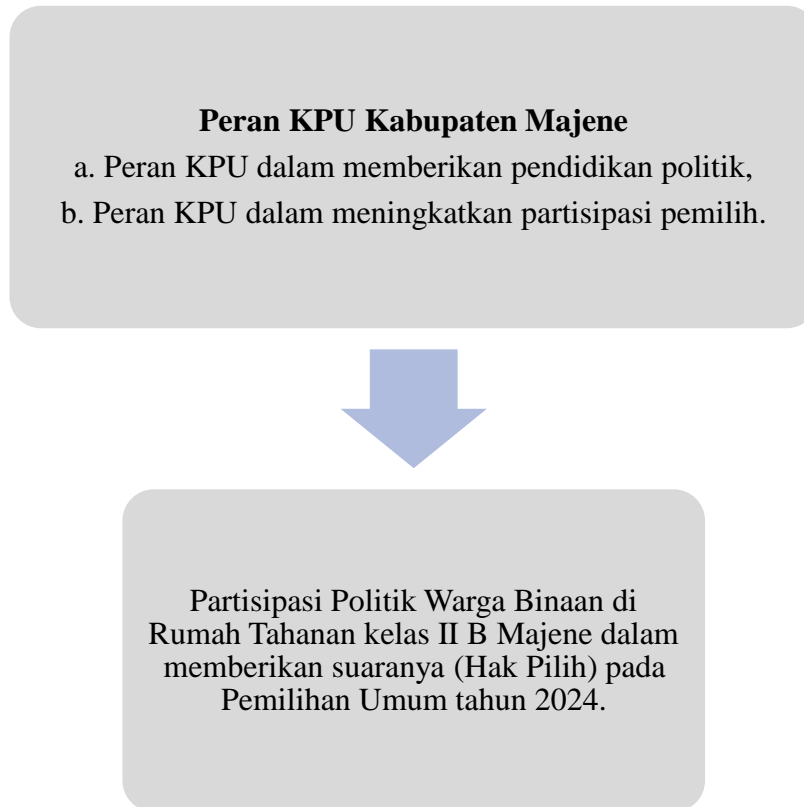 Peran KPU Kabupaten Majene
a. Peran KPU dalam memberikan pendidikan politik,
b. Peran KPU dalam meningkatkan partisipasi pemilih.
Partisipasi Politik Warga Binaan di
Rumah Tahanan kelas II B Majene dalam
memberikan suaranya (Hak Pilih) pada
Pemilihan Umum tahun 2024.